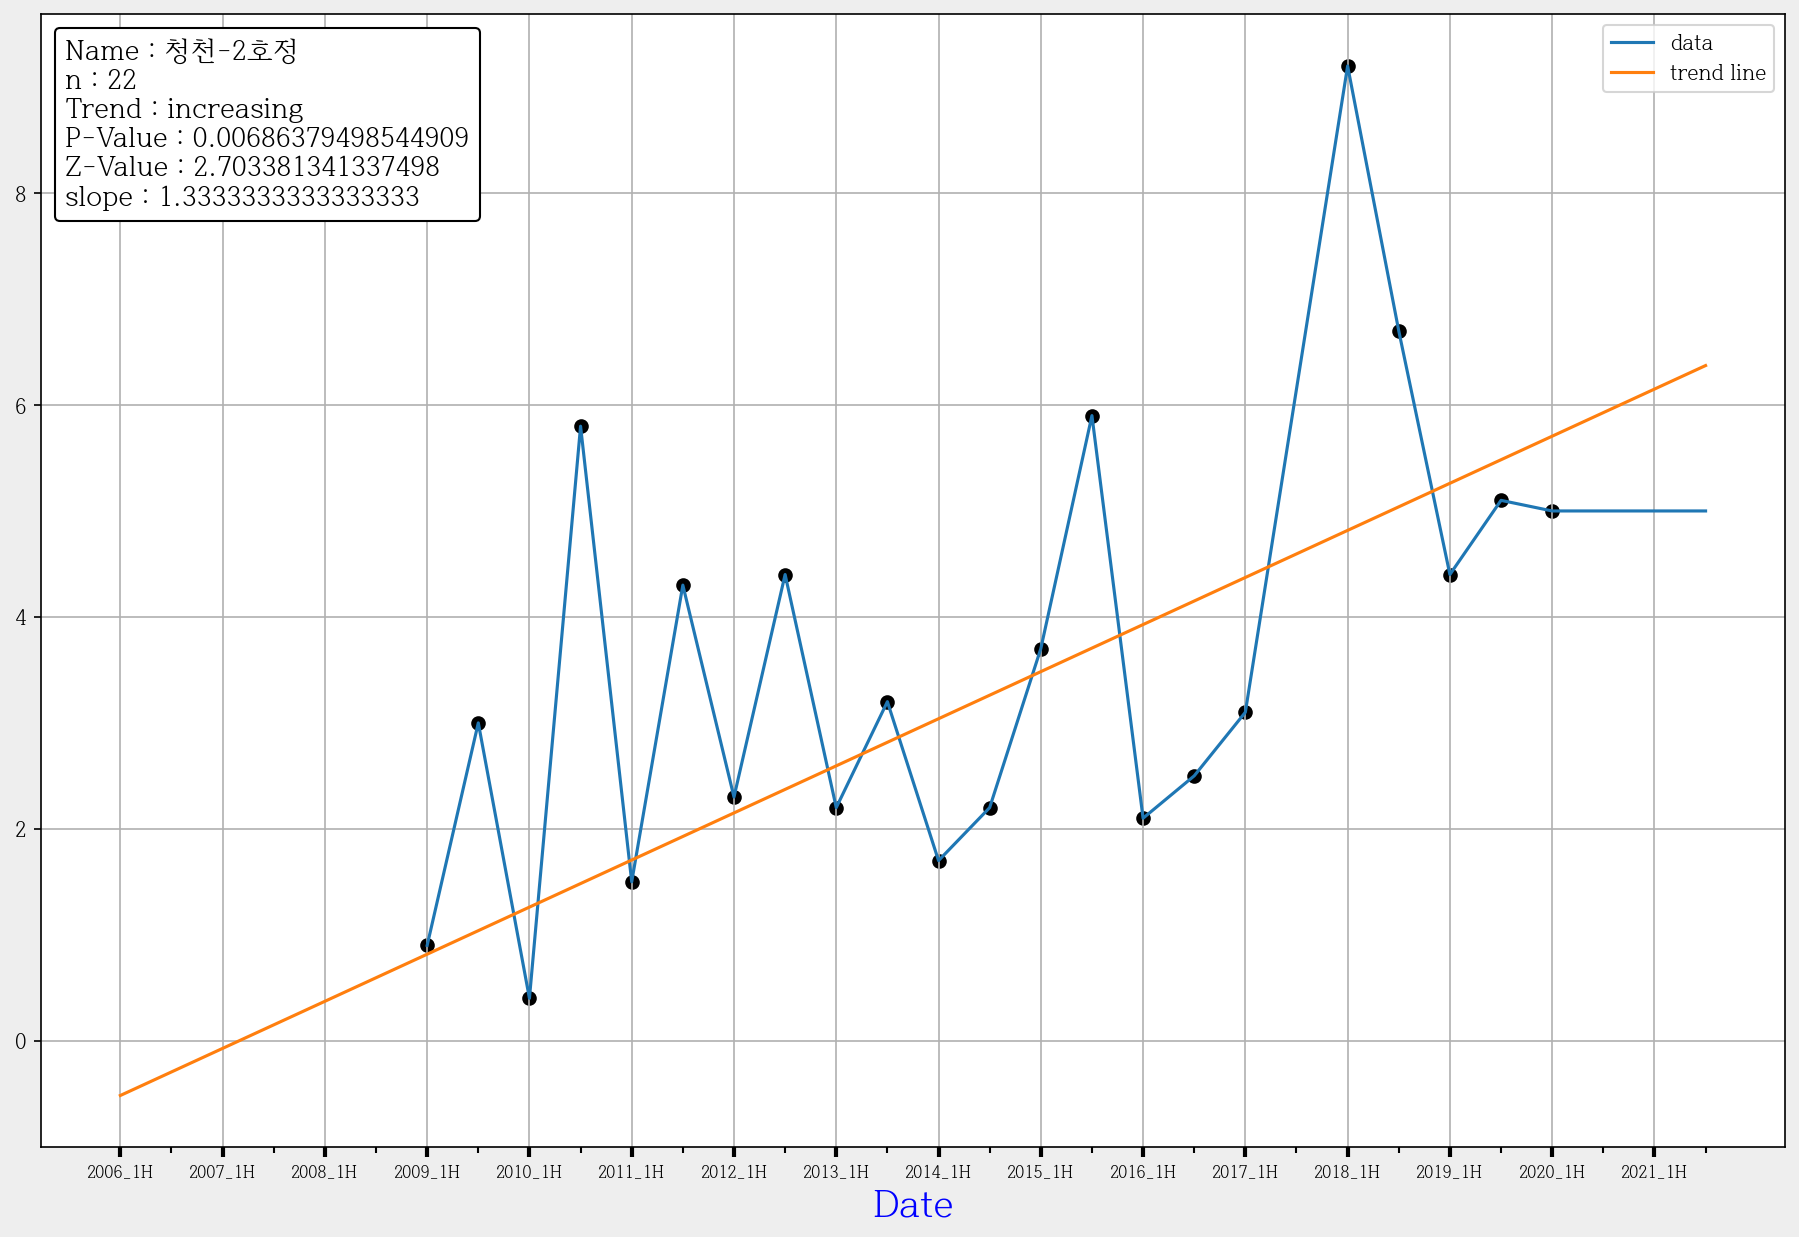 Name : 청천-2호정
n : 22
Trend : increasing
P-Value : 0.00686379498544909
Z-Value : 2.703381341337498
slope : 1.3333333333333333
data
trend line
8
6
4
2
0
2006_1H 2007_1H 2008_1H 2009_1H 2010_1H 2011_1H 2012_1H 2013_1H 2014_1H 2015_1H 2016_1H 2017_1H 2018_1H 2019_1H 2020_1H 2021_1H
Date